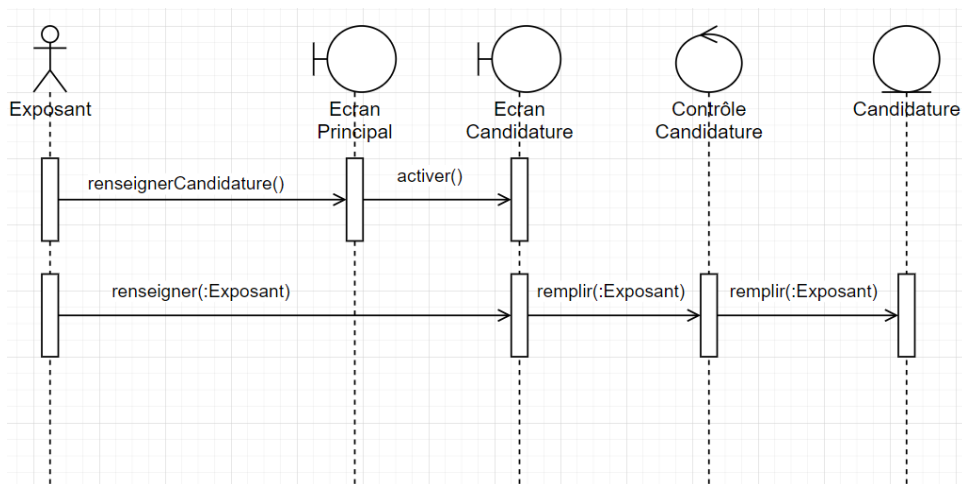 Exposant
Ecran
Principal
Ecran
Candidature
Contrôle
Candidature
Candidature
renseignerCandidature()
activer()
renseigner(:Exposant)
remplir(:Exposant)
remplir(:Exposant)